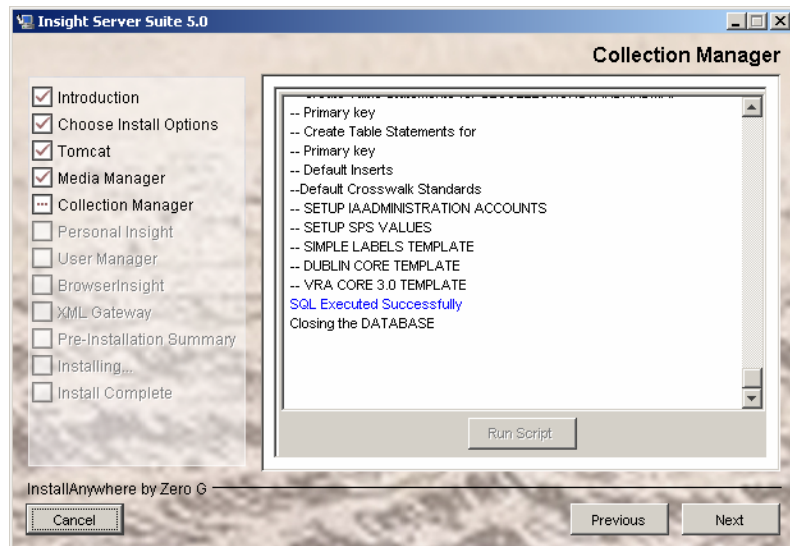 Insight Server Suite 5.0
Collection Manager
Introduction
Choose Install Options
Tomcat
Media Manager
Collection Manager
Personal Insight
User Manager
BrowserInsight
XML Gateway
Pre-Installation Summary
Installing...
Install Complete
-- Primary key
-- Create Table Statements for
-- Primary key
-- Default Inserts
--Default Crosswalk Standards
-- SETUP IAADMINISTRATION ACCOUNTS
-- SETUP SPS VALUES
-- SIMPLE LABELS TEMPLATE
-- DUBLIN CORE TEMPLATE
-- VRA CORE 3.0 TEMPLATE
SQL Executed Successfully
Closing the DATABASE
Run Script
InstallAnywhere by Zero G
Cancel
Previous
Next